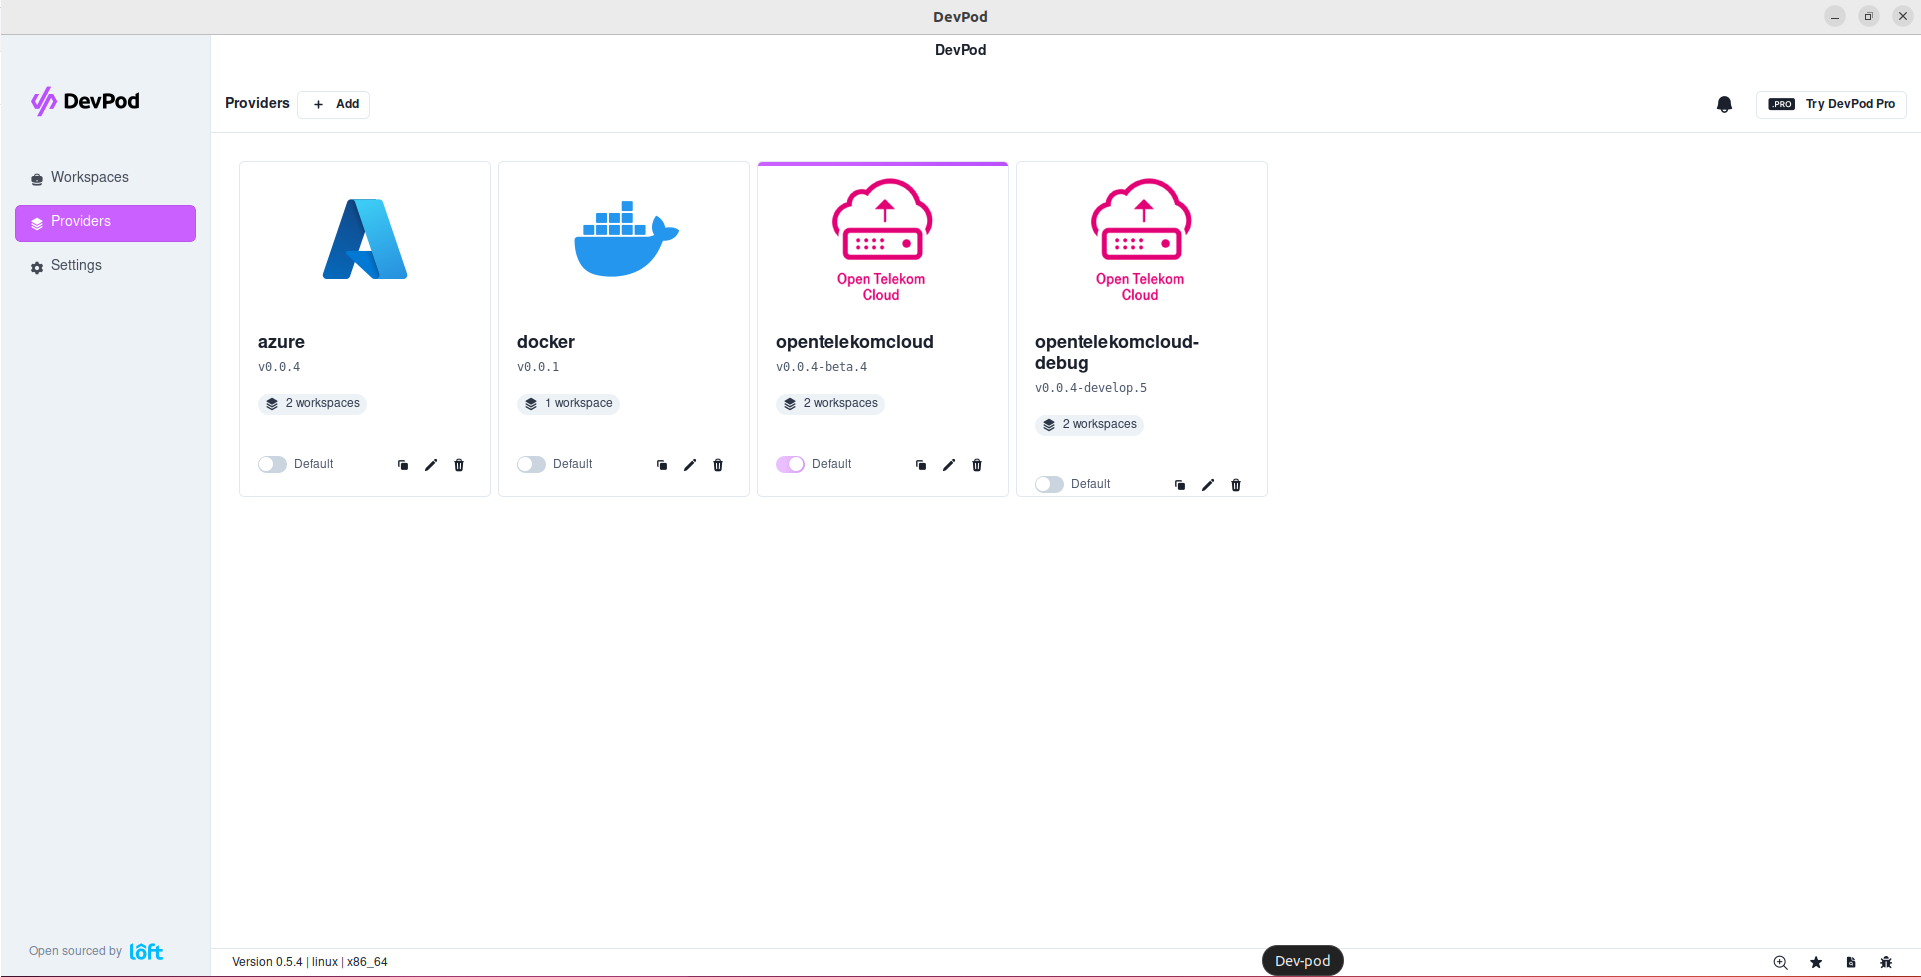 DevPod
DevPod
DevPod
Workspaces
Providers
Settings
Open sourced by
lôft
Providers
Add
.PRO Try DevPod Pro
azure
v0.0.4
2 workspaces
Default
docker
v0.0.1
1 workspace
Default
Open Telekom
Cloud
opentelekomcloud
v0.0.4-beta.4
2 workspaces
Default
Open Telekom
Cloud
opentelekomcloud-
debug
v0.0.4-develop.5
2 workspaces
Default
Version 0.5.4 | linux | x86_64
Dev-pod